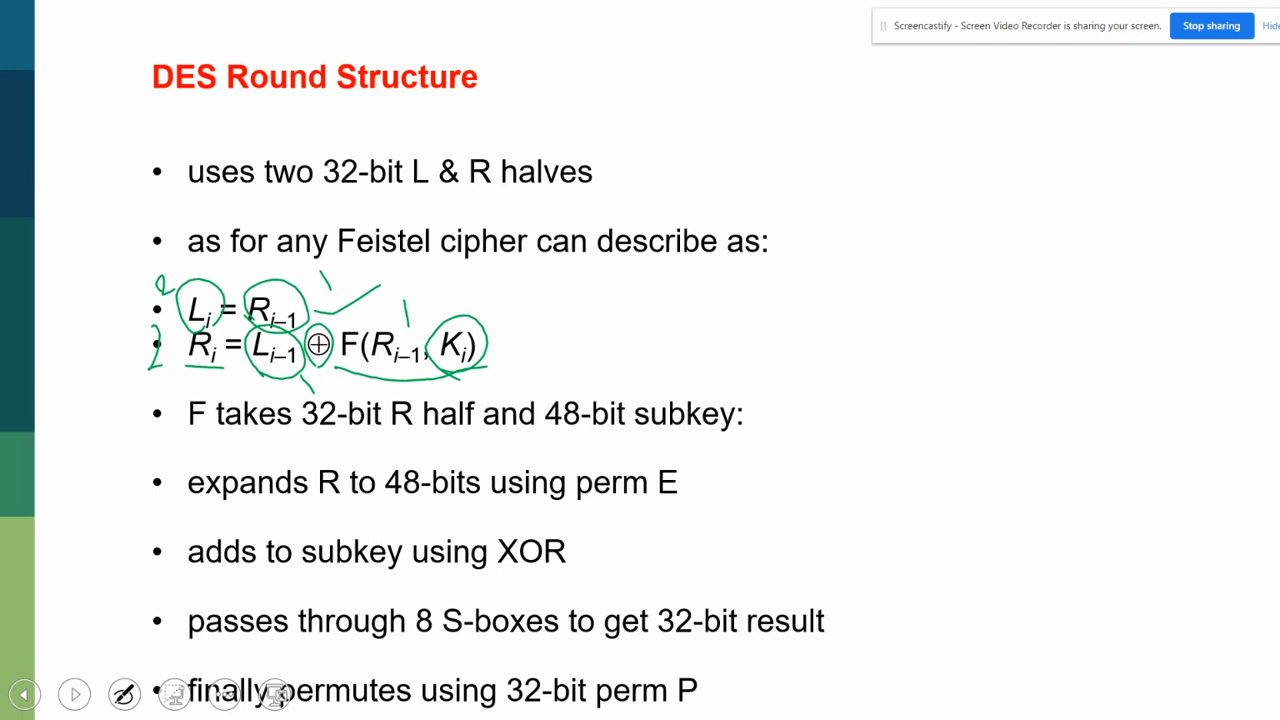 Screencastify - Screen Video Recorder is sharing your screen. Stop sharing Hide
DES Round Structure
• uses two 32-bit L & R halves
• as for any Feistel cipher can describe as:
• Li = Ri–1
• Ri = Li–1 ⊕ F(Ri–1, Ki)
• F takes 32-bit R half and 48-bit subkey:
• expands R to 48-bits using perm E
• adds to subkey using XOR
• passes through 8 S-boxes to get 32-bit result
• finally permutes using 32-bit perm P